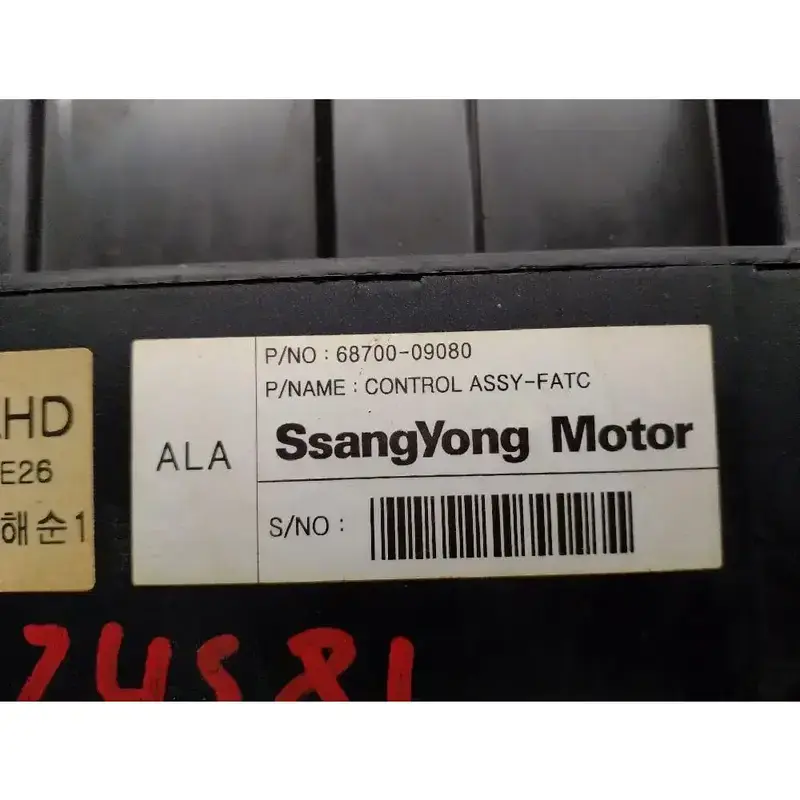 P/NO : 68700-09080
P/NAME : CONTROL ASSY-FATC
ALA
SsangYong Motor
S/NO :
HD
E26
해순1
74581